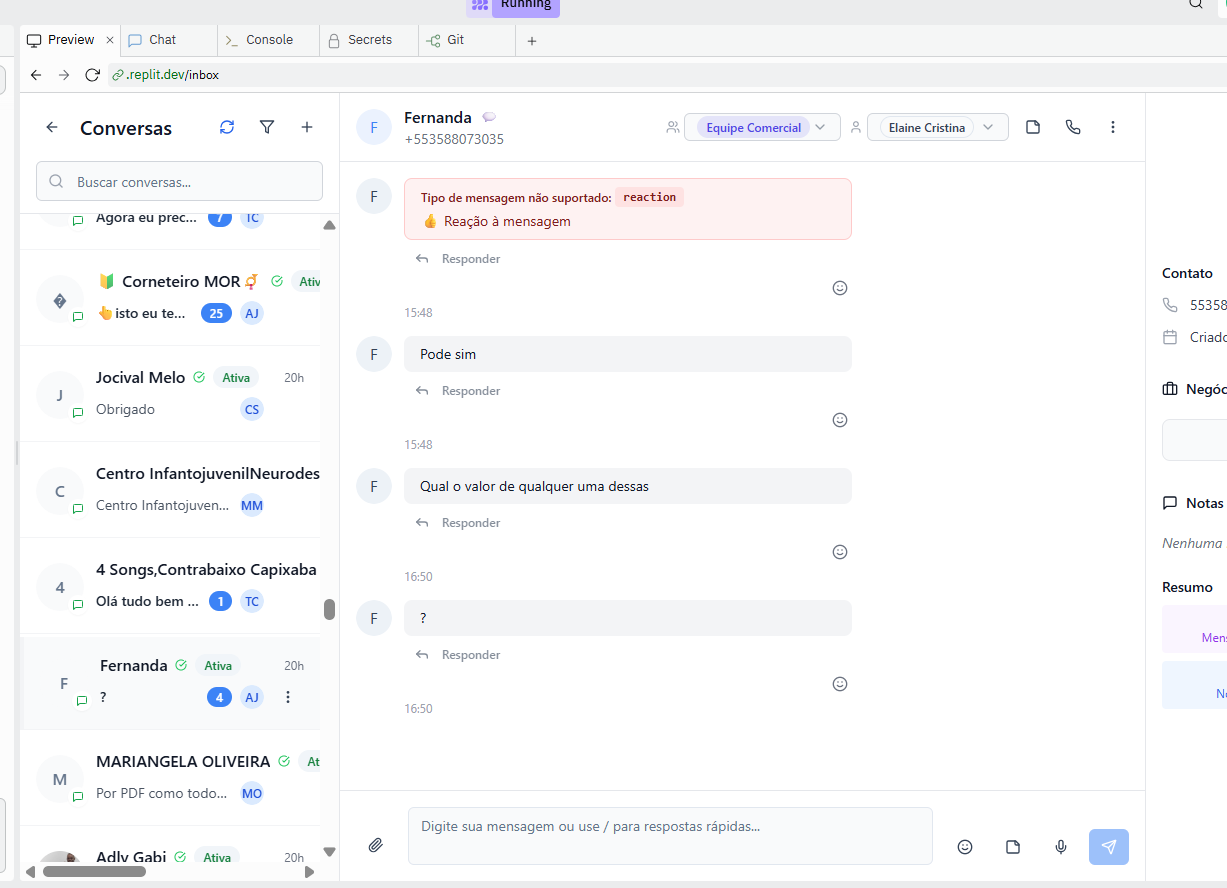 Running
Preview
Chat
Console
Secrets
Git
.replit.dev/inbox
Conversas
Buscar conversas...
Agora eu prec... 7 TC
🔰 Corneteiro MOR Ativ
👆isto eu te... 25 AJ
J
Jocival Melo Ativa 20h
Obrigado CS
C
Centro InfantojuvenilNeurodes
Centro Infantojuven... MM
4
4 Songs,Contrabaixo Capixaba
Olá tudo bem ... 1 TC
F
Fernanda Ativa 20h
? 4 AJ
M
MARIANGELA OLIVEIRA At
Por PDF como todo... MO
Adly Gabi Ativa 20h
F
Fernanda
+553588073035
Equipe Comercial
Elaine Cristina
F
Tipo de mensagem não suportado: reaction
👍 Reação à mensagem
Responder
15:48
F
Pode sim
Responder
15:48
F
Qual o valor de qualquer uma dessas
Responder
16:50
F
?
Responder
16:50
Digite sua mensagem ou use / para respostas rápidas...
Contato
55358
Criado
Negóc
Notas
Nenhuma
Resumo
Mens
No